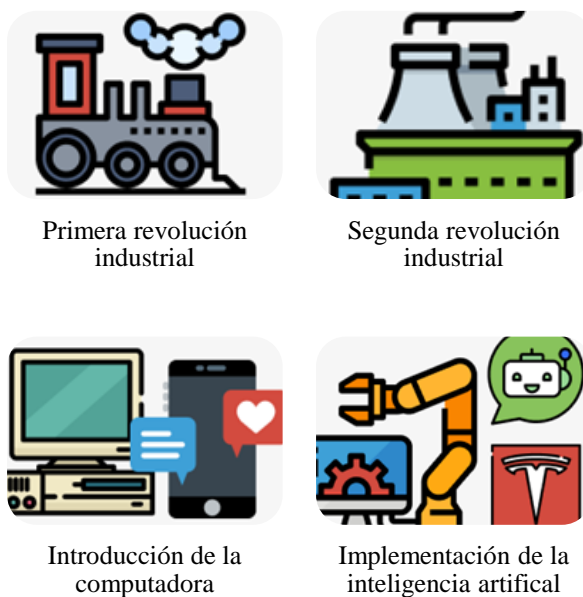 Primera revolución
industrial
Segunda revolución
industrial
Introducción de la
computadora
Implementación de la
inteligencia artifical